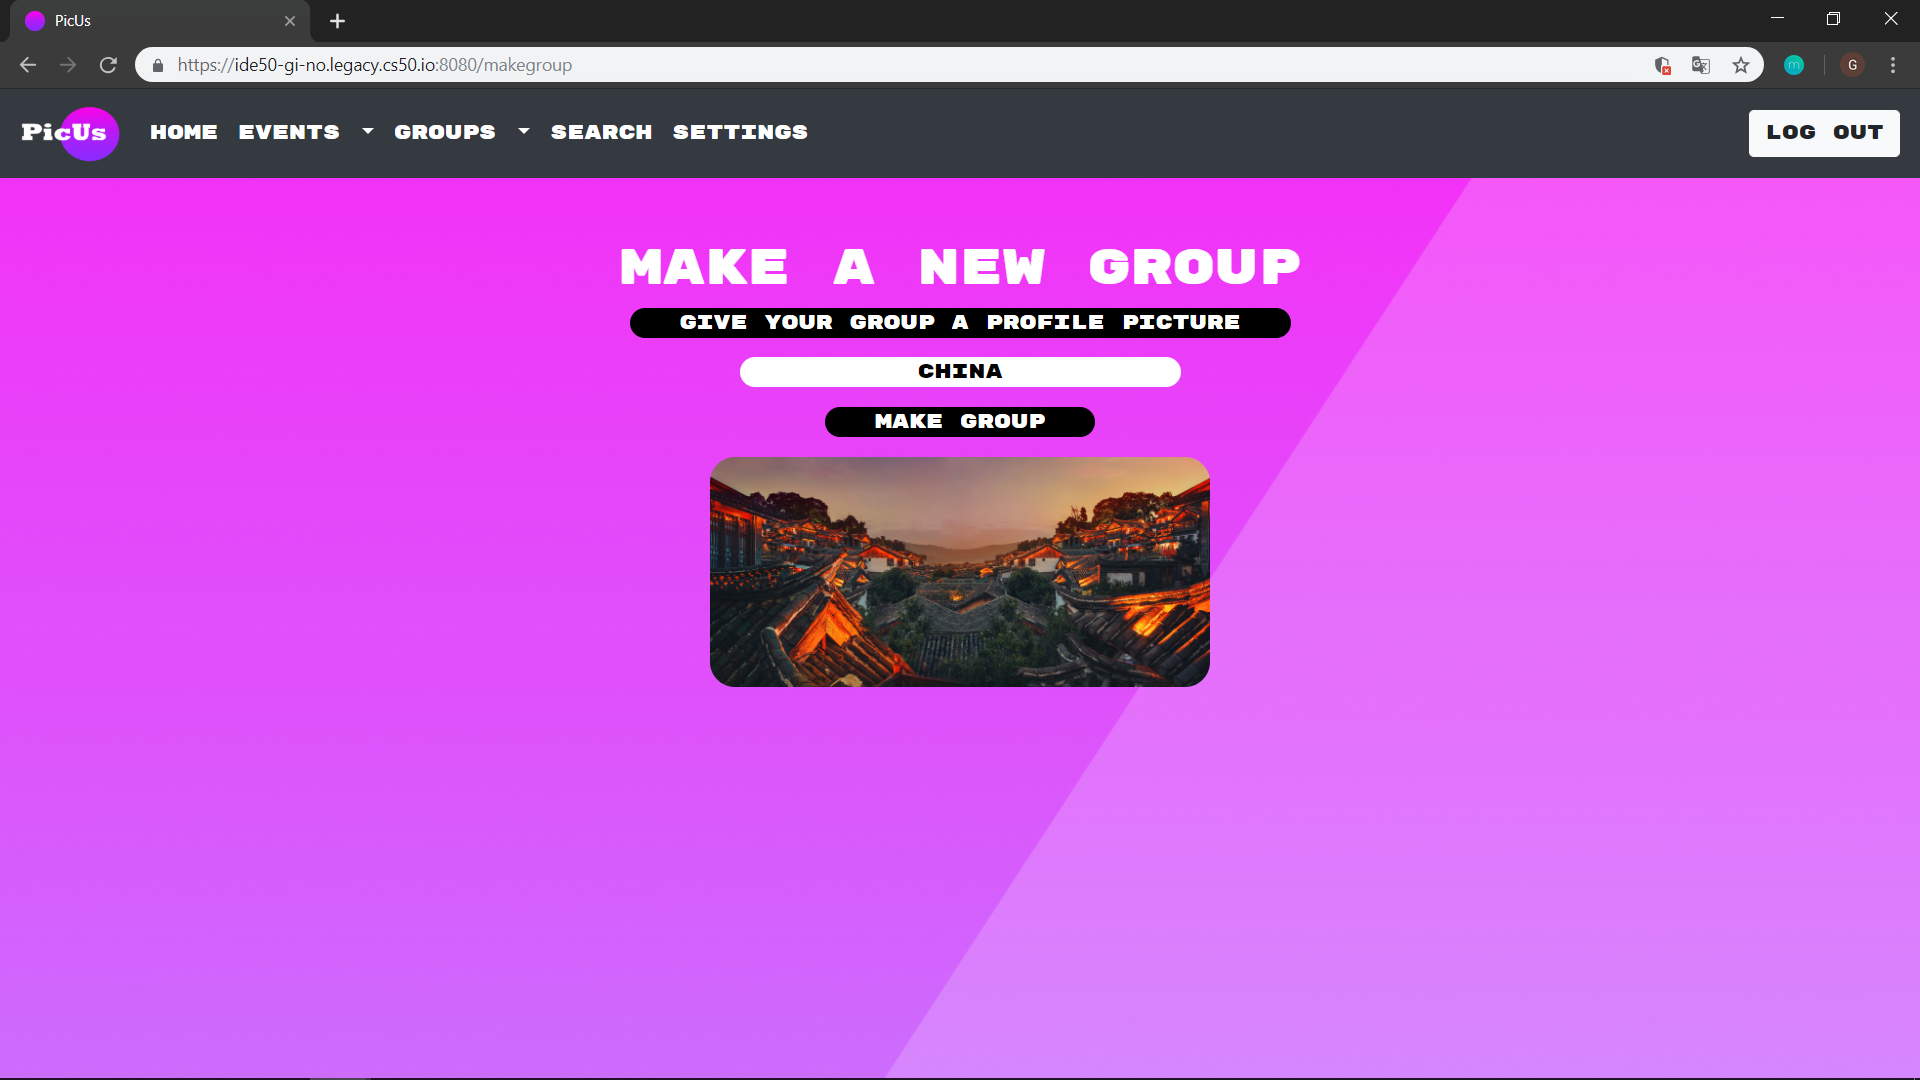 PicUs
https://ide50-gi-no.legacy.cs50.io:8080/makegroup
m
G
PicUs HOME EVENTS GROUPS SEARCH SETTINGS LOG OUT
MAKE A NEW GROUP
GIVE YOUR GROUP A PROFILE PICTURE
CHINA
MAKE GROUP